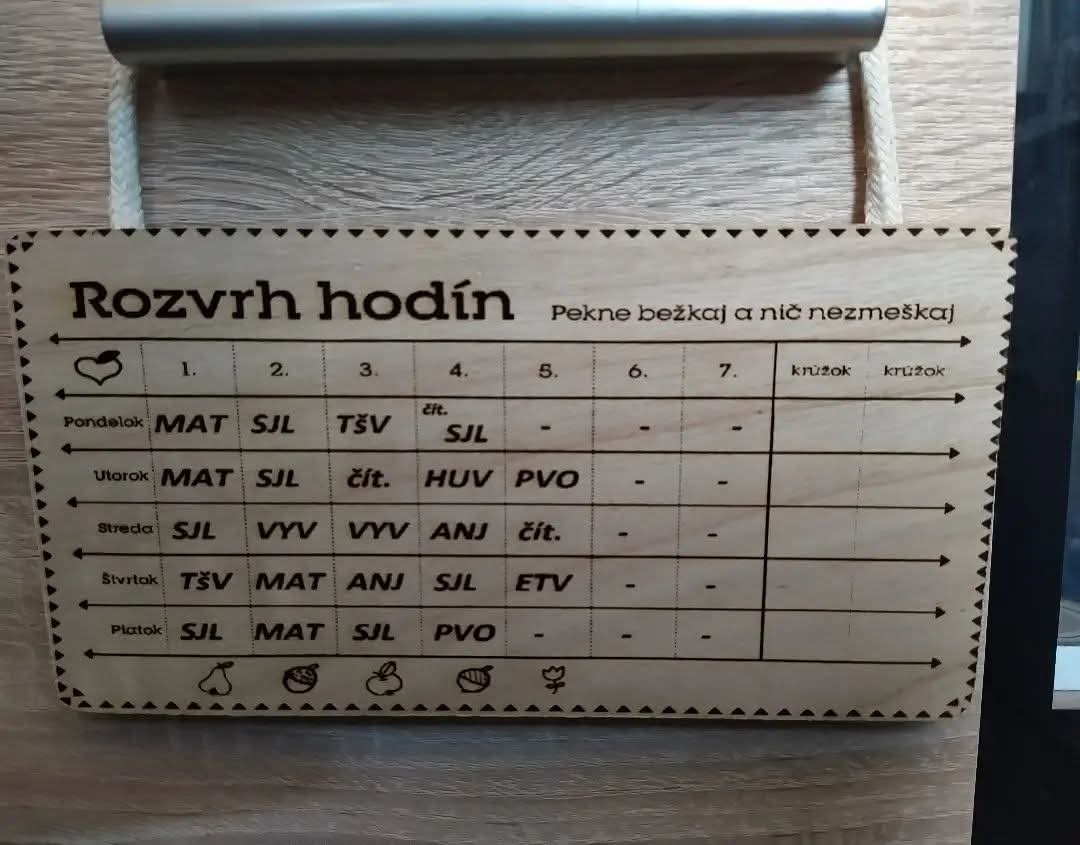 Rozvrh hodín Pekne bežkaj a nič nezmeškaj
1. 2. 3. 4. 5. 6. 7. krúžok krúžok
Pondelok MAT SJL TšV čít. SJL - - -
Utorok MAT SJL čít. HUV PVO - -
Streda SJL VYV VYV ANJ čít. - -
Štvrtok TšV MAT ANJ SJL ETV - -
Piatok SJL MAT SJL PVO - - -